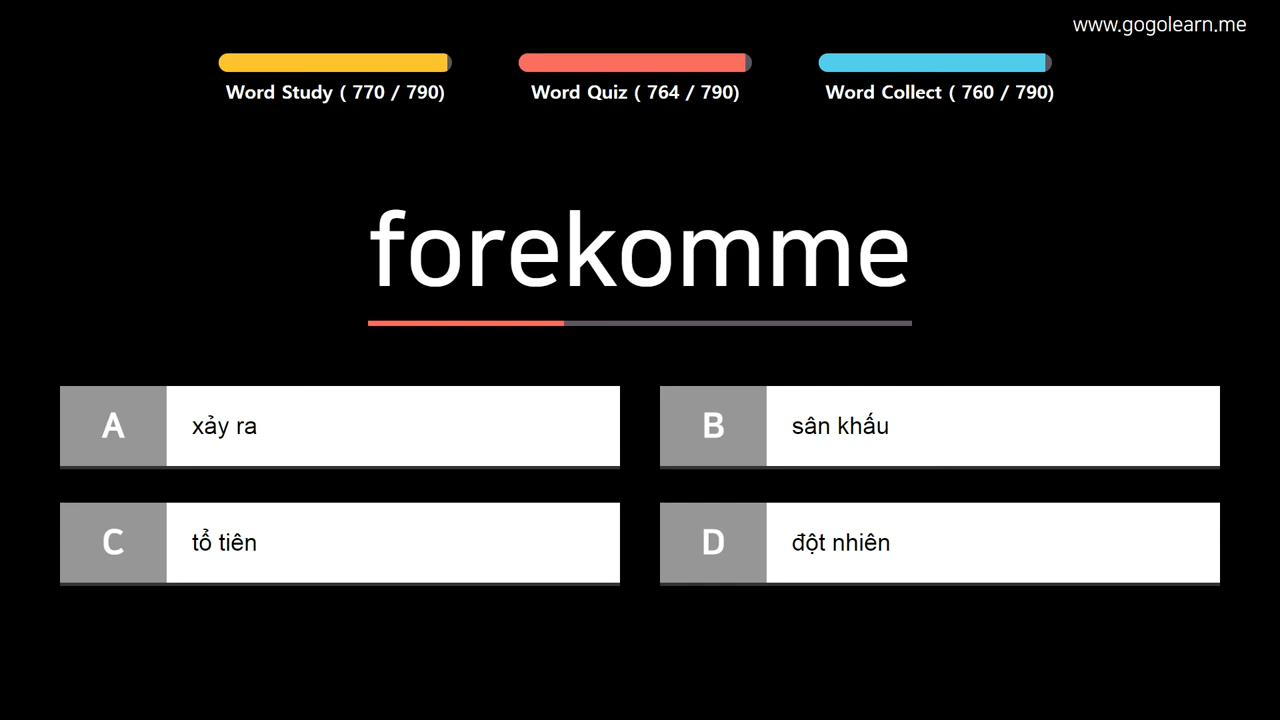 www.gogolearn.me
Word Study ( 770 / 790)
Word Quiz ( 764 / 790)
Word Collect ( 760 / 790)
forekomme
A
xảy ra
B
sân khấu
C
tổ tiên
D
đột nhiên